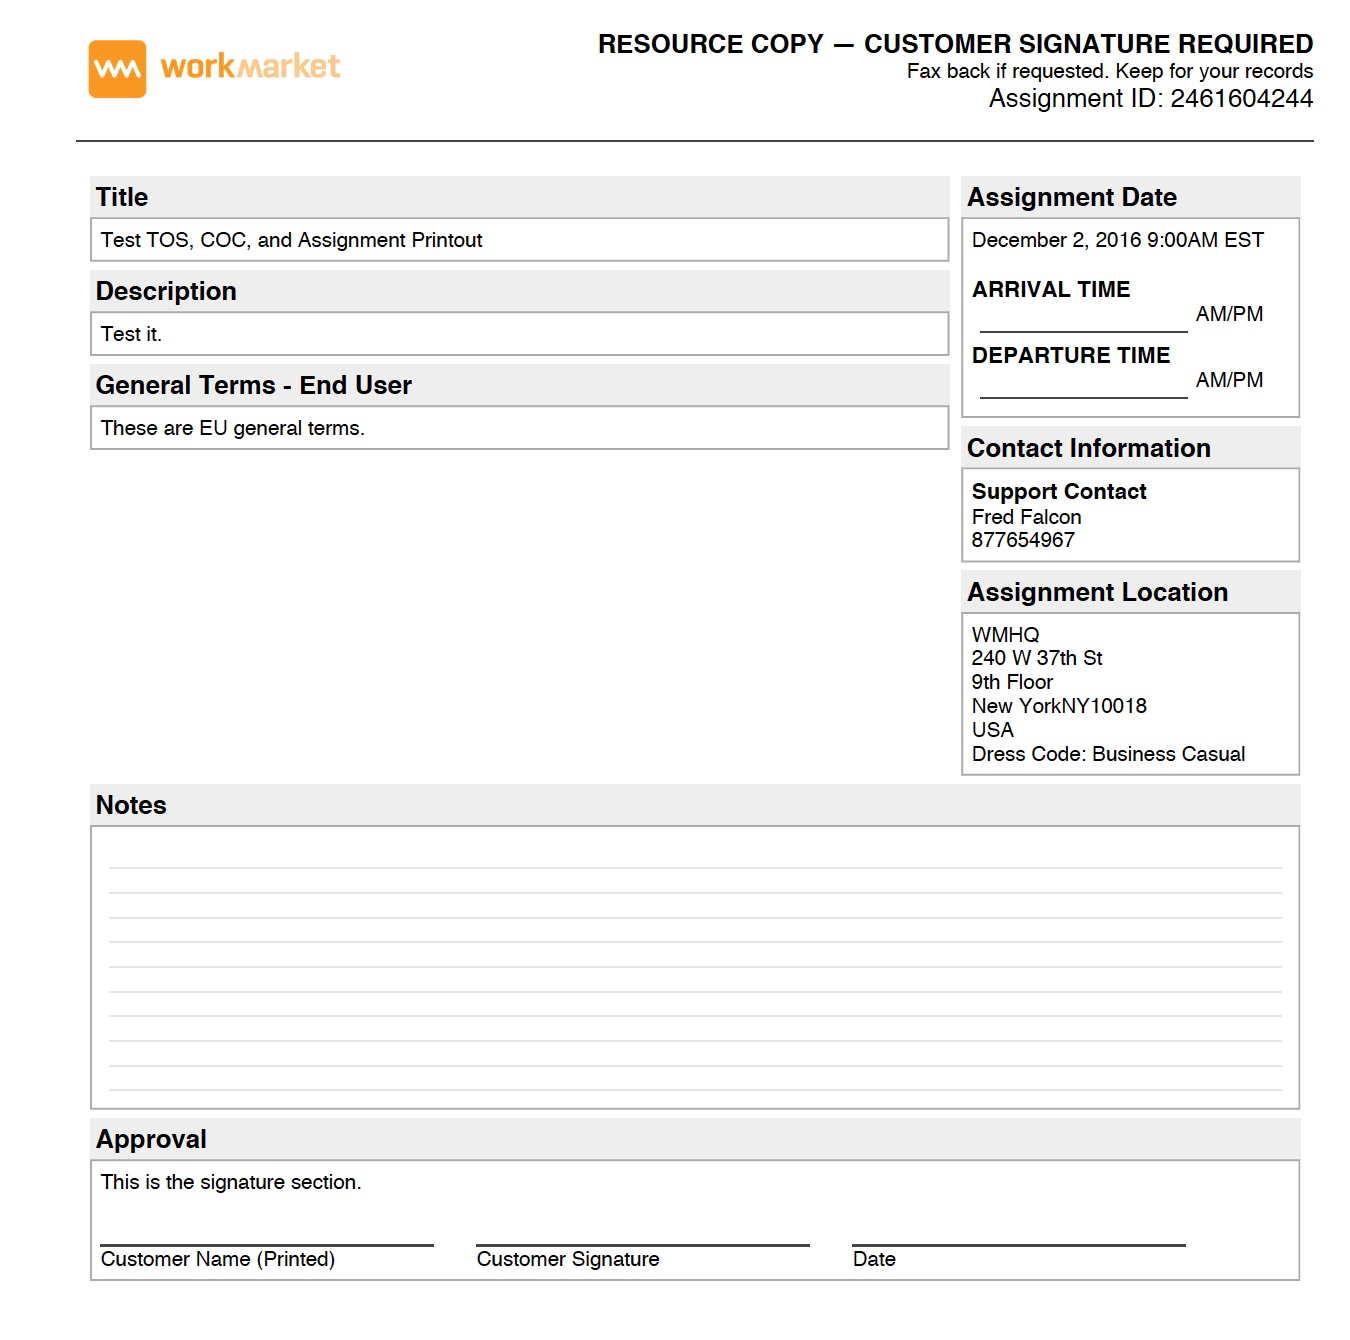 workmarket
RESOURCE COPY — CUSTOMER SIGNATURE REQUIRED
Fax back if requested. Keep for your records
Assignment ID: 2461604244
Title
Test TOS, COC, and Assignment Printout
Description
Test it.
General Terms - End User
These are EU general terms.
Assignment Date
December 2, 2016 9:00AM EST
ARRIVAL TIME
AM/PM
DEPARTURE TIME
AM/PM
Contact Information
Support Contact
Fred Falcon
877654967
Assignment Location
WMHQ
240 W 37th St
9th Floor
New YorkNY10018
USA
Dress Code: Business Casual
Notes
Approval
This is the signature section.
Customer Name (Printed)
Customer Signature
Date